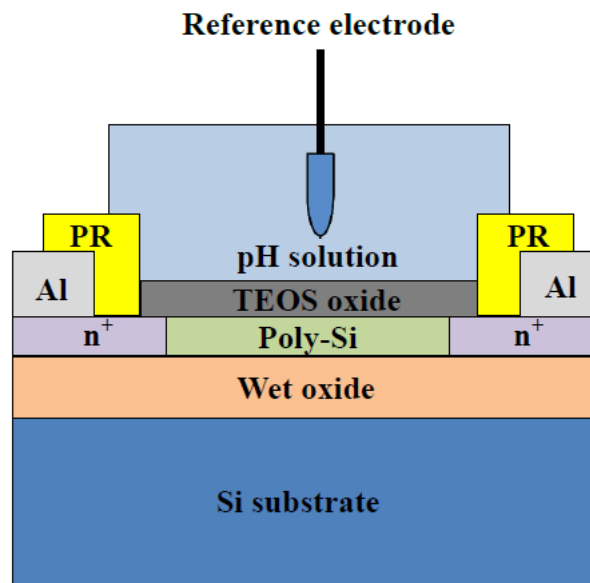 Reference electrode
PR
PR
pH solution
Al
Al
TEOS oxide
n+
Poly-Si
n+
Wet oxide
Si substrate